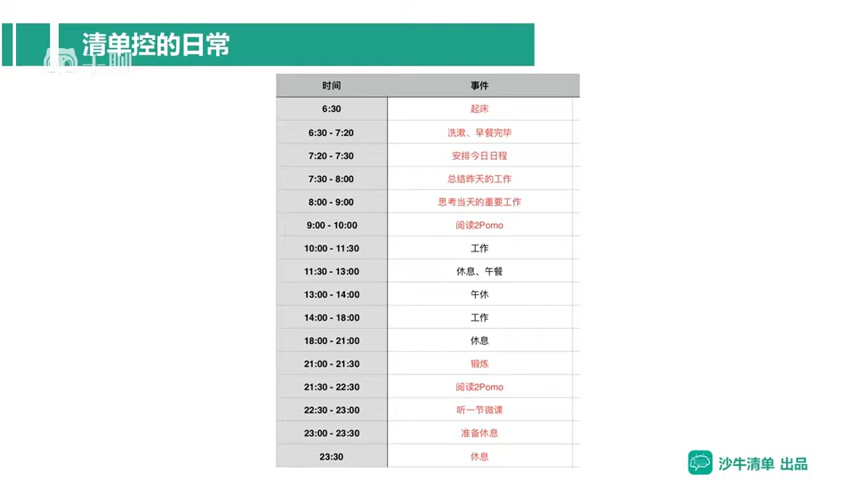 清单控的日常
千聊
时间 事件
6:30 起床
6:30 - 7:20 洗漱、早餐完毕
7:20 - 7:30 安排今日日程
7:30 - 8:00 总结昨天的工作
8:00 - 9:00 思考当天的重要工作
9:00 - 10:00 阅读2Pomo
10:00 - 11:30 工作
11:30 - 13:00 休息、午餐
13:00 - 14:00 午休
14:00 - 18:00 工作
18:00 - 21:00 休息
21:00 - 21:30 锻炼
21:30 - 22:30 阅读2Pomo
22:30 - 23:00 听一节微课
23:00 - 23:30 准备休息
23:30 休息
沙牛清单 出品